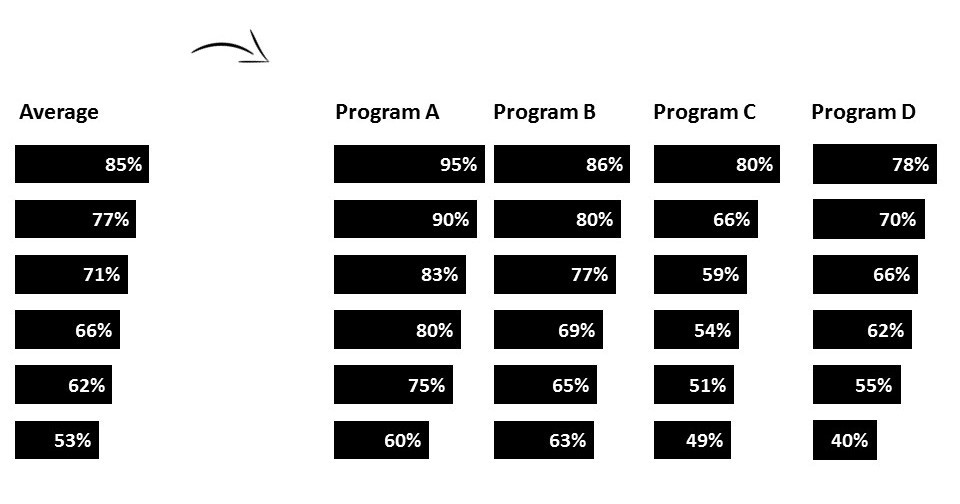 Average Program A Program B Program C Program D
85% 95% 86% 80% 78%
77% 90% 80% 66% 70%
71% 83% 77% 59% 66%
66% 80% 69% 54% 62%
62% 75% 65% 51% 55%
53% 60% 63% 49% 40%